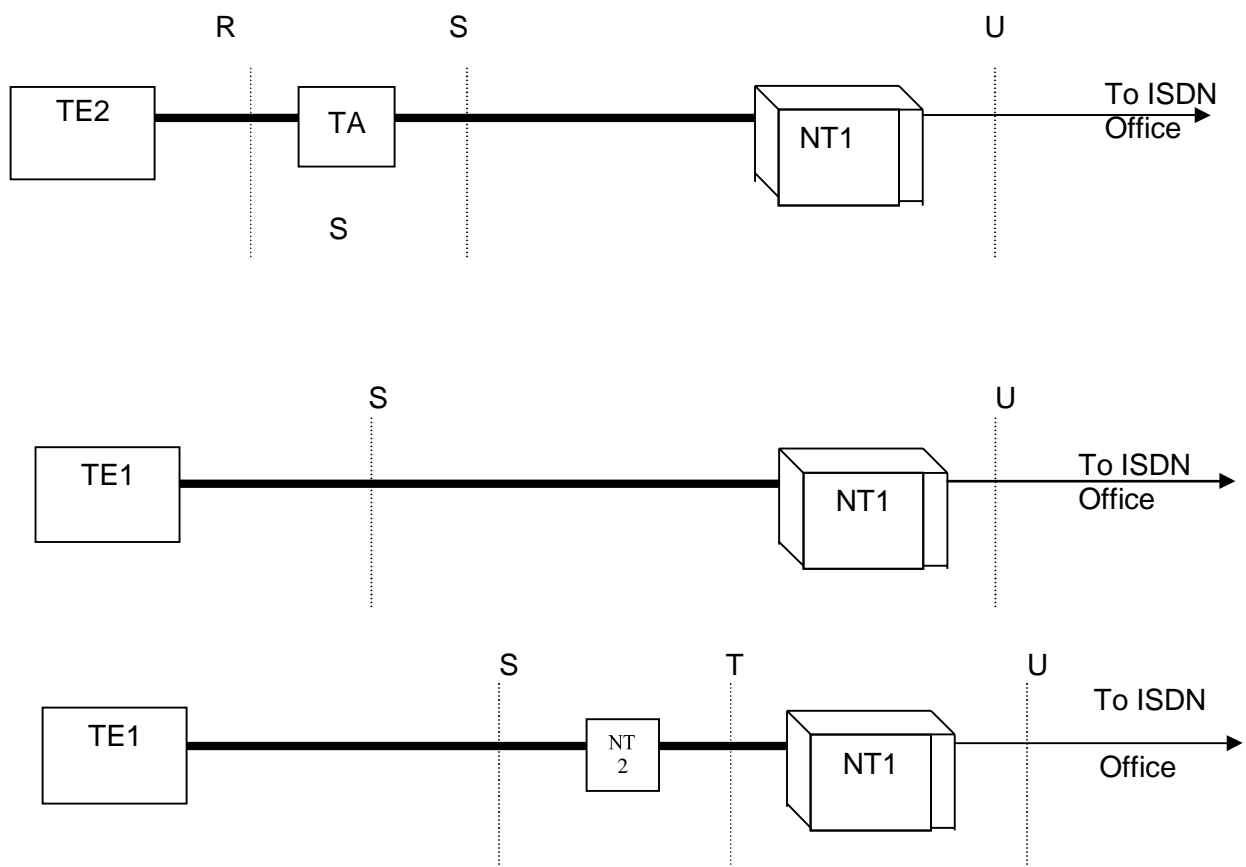 R S U
TE2 TA NT1 To ISDN
Office
S
S U
TE1 NT1 To ISDN
Office
S T U
To ISDN
TE1 NT NT1
2 Office